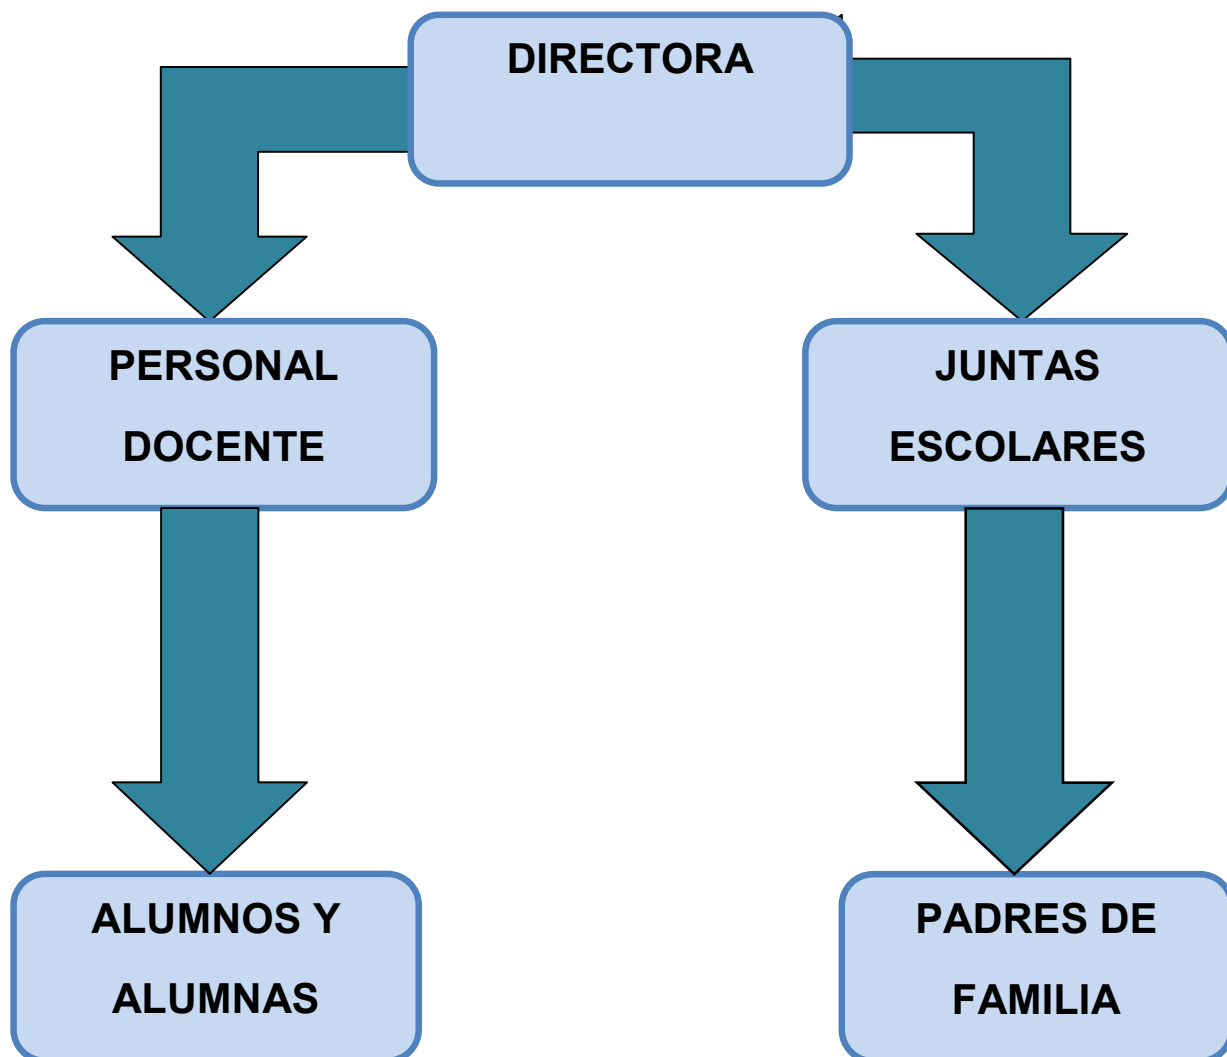 DIRECTORA
PERSONAL
DOCENTE
JUNTAS
ESCOLARES
ALUMNOS Y
ALUMNAS
PADRES DE
FAMILIA